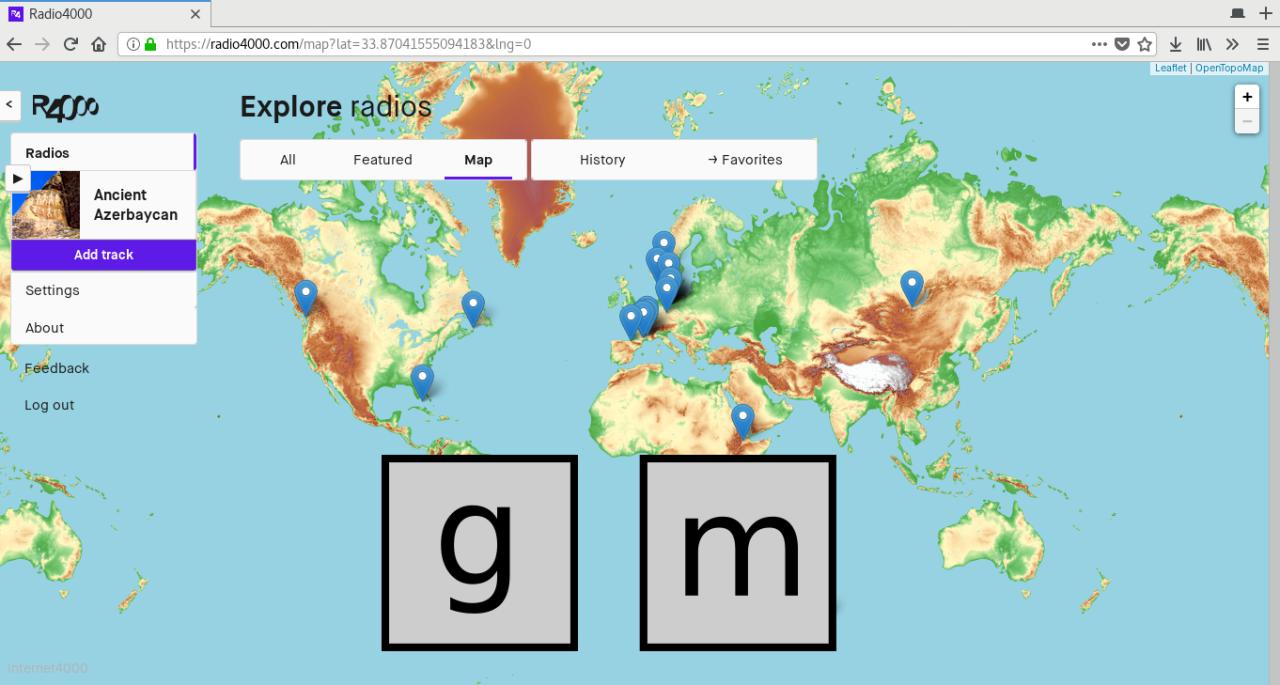 Radio4000
https://radio4000.com/map?lat=33.87041555094183&lng=0
Leaflet | OpenTopoMap
<
R4000
Explore radios
+
−
Radios
All
Featured
Map
History
→ Favorites
Ancient
Azerbaycan
Add track
Settings
About
Feedback
Log out
g
m
Internet4000